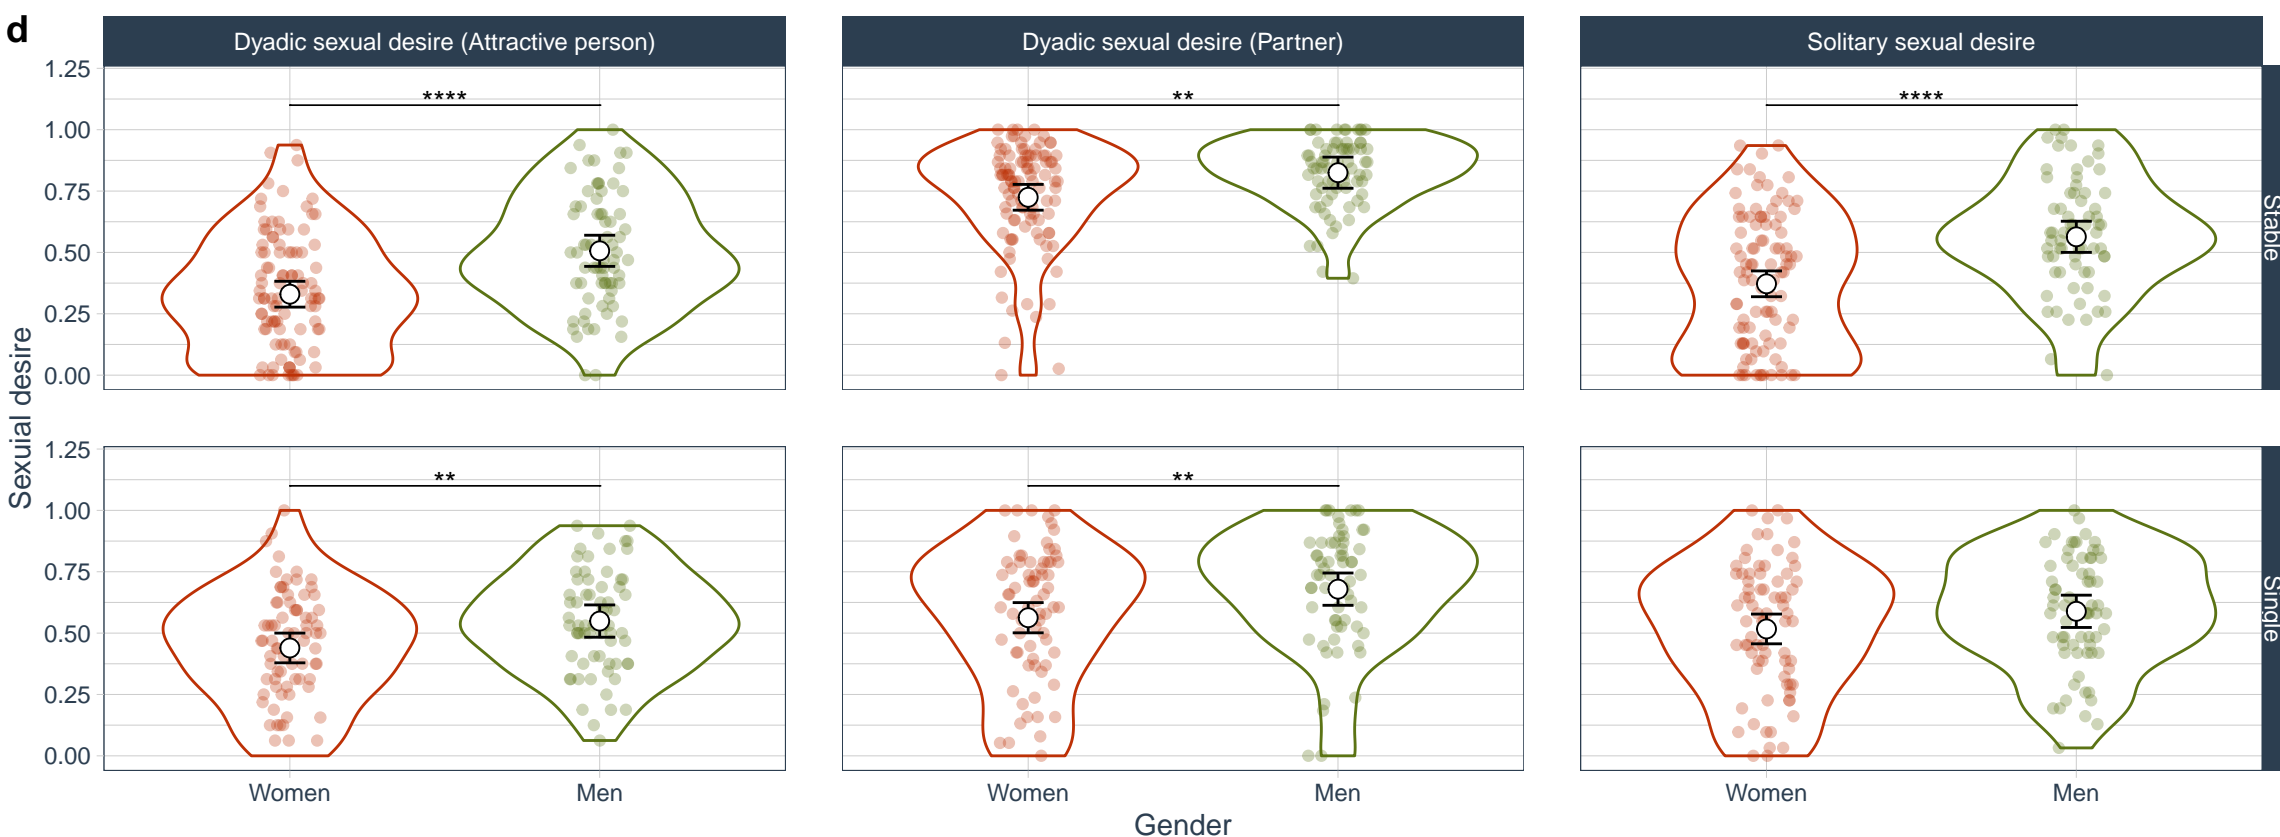 d
Dyadic sexual desire (Attractive person)
Dyadic sexual desire (Partner)
Solitary sexual desire
Sexuial desire
1.25
1.00
0.75
0.50
0.25
0.00
****
**
****
Stable
1.25
1.00
0.75
0.50
0.25
0.00
**
**
Single
Women
Men
Women
Men
Women
Men
Gender